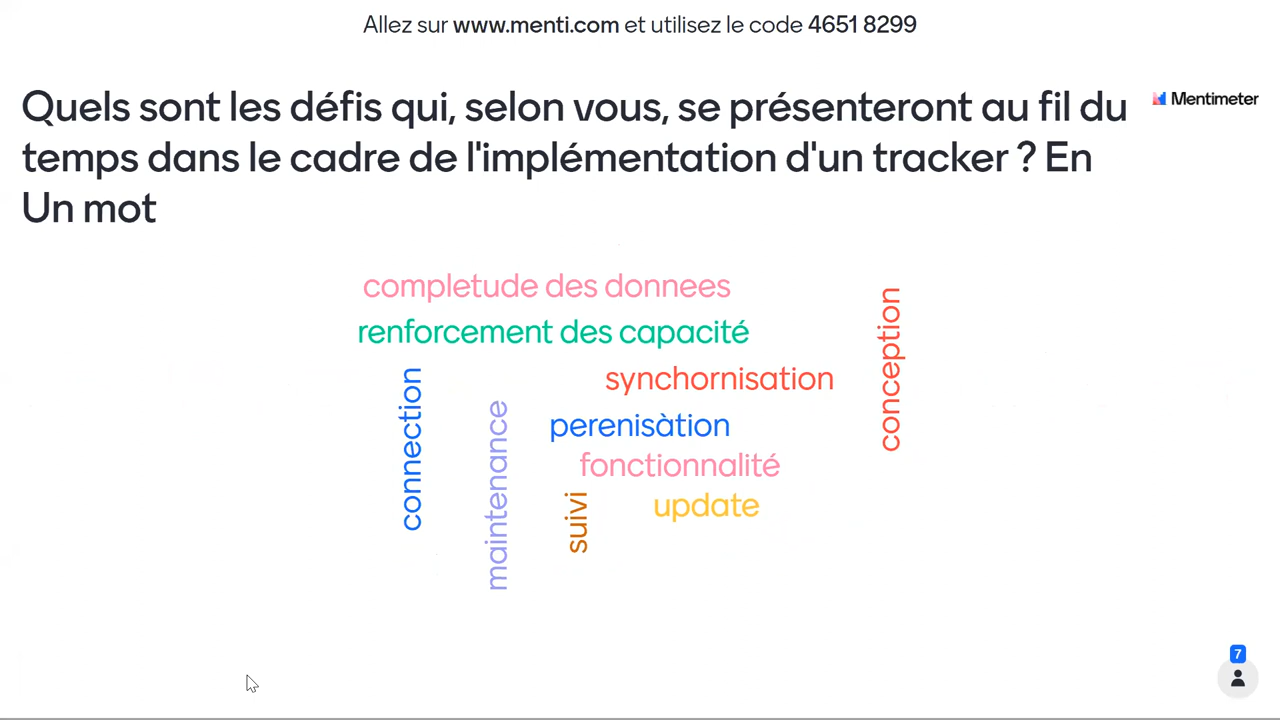 Allez sur www.menti.com et utilisez le code 4651 8299
Quels sont les défis qui, selon vous, se présenteront au fil du
temps dans le cadre de l'implémentation d'un tracker ? En
Un mot
Mentimeter
completude des donnees
renforcement des capacité
synchornisation
conception
connection
maintenance
perenisàtion
fonctionnalité
suivi
update
7